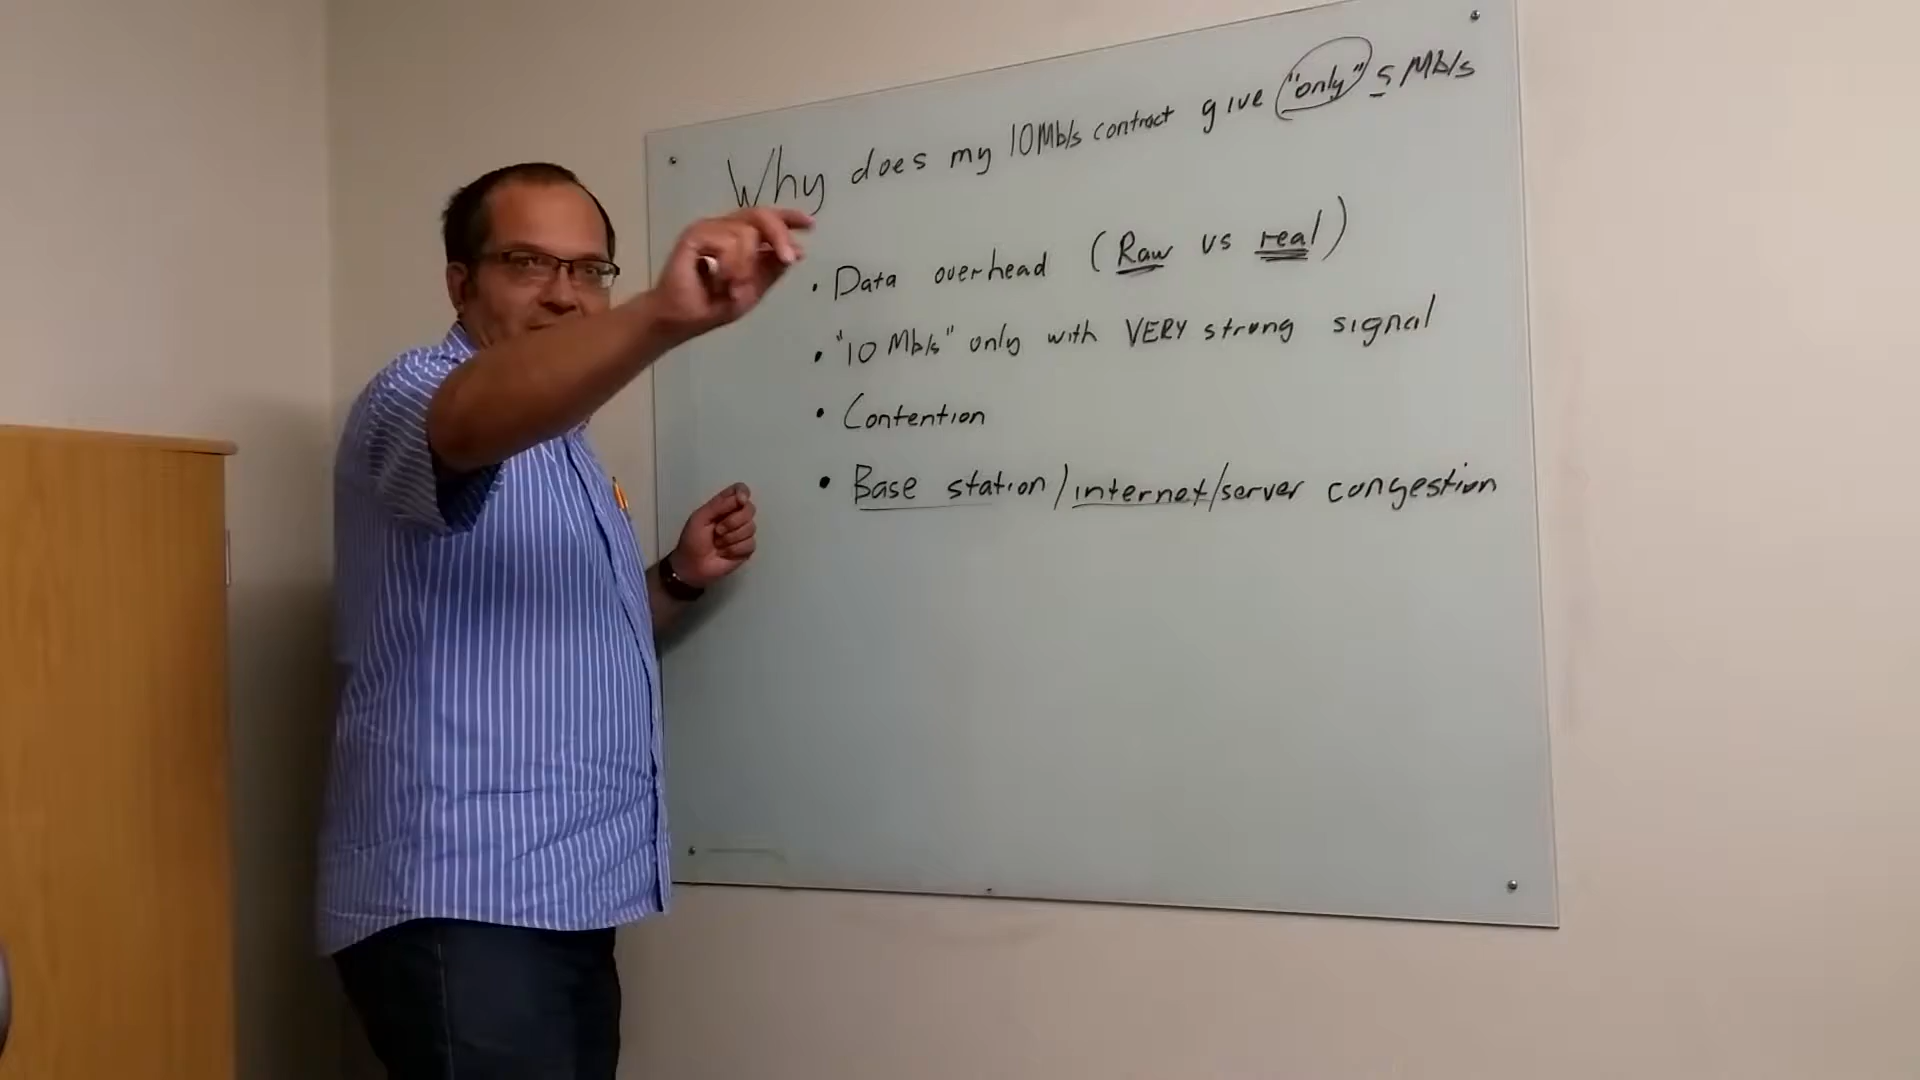 Why does my 10Mb/s contract give "only" 5 Mb/s
• Data overhead (Raw vs real)
• "10 Mb/s" only with VERY strong signal
• Contention
• Base station/internet/server congestion